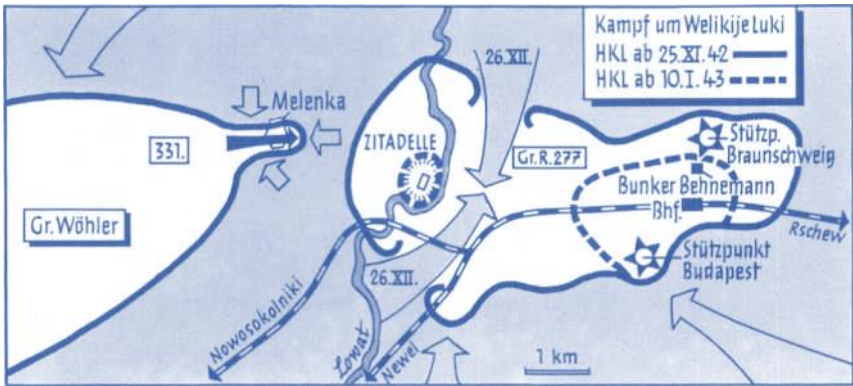 Kampf um Welikije Luki
HKL ab 25.XI.42
HKL ab 10.I.43
26.XII.
Melenka
331.
ZITADELLE
Gr.R.277
Stützp.
Braunschweig
Bunker Behnemann
Bhf.
Rschew
Gr. Wöhler
26.XII.
Stützpunkt
Budapest
Nowosokolniki
Lowat
Newel
1 km